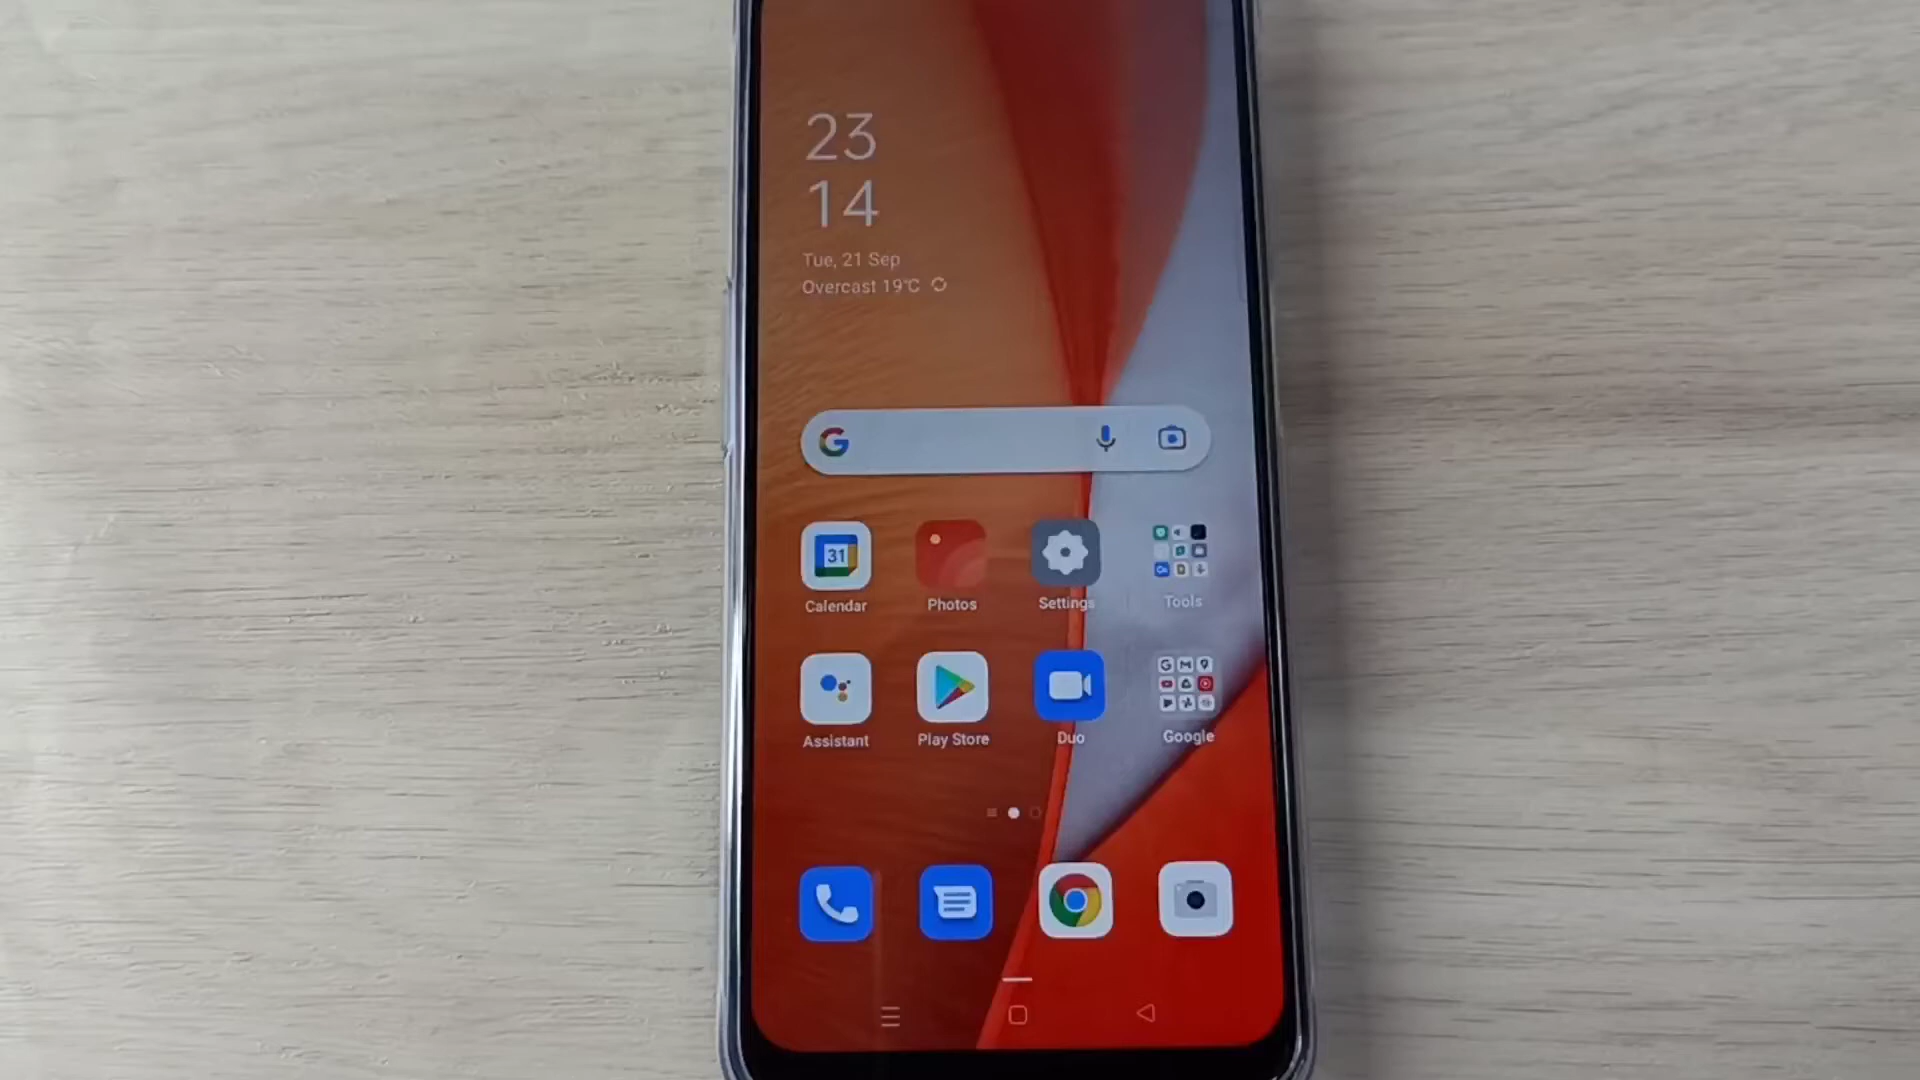 23
14
Tue, 21 Sep
Overcast 19°C
G
31
Calendar
Photos
Settings
Tools
Assistant
Play Store
Duo
Google